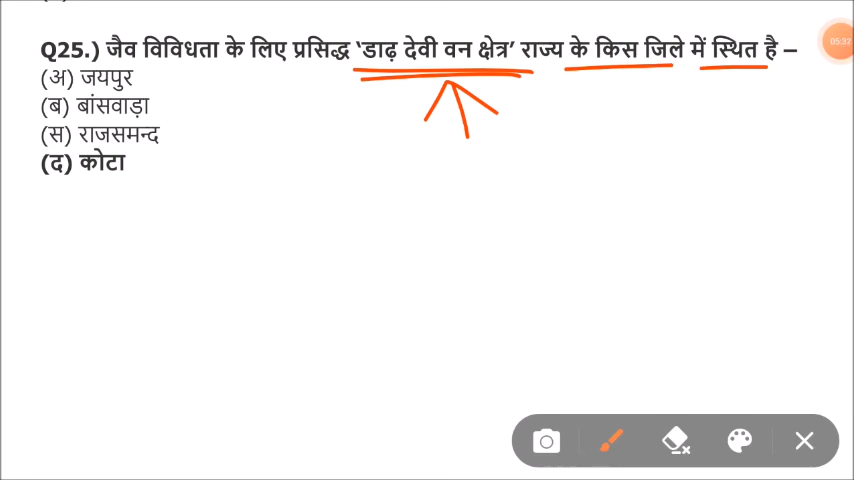 Q25.) जैव विविधता के लिए प्रसिद्ध ‘डाढ़ देवी वन क्षेत्र’ राज्य के किस जिले में स्थित है –
05:32
(अ) जयपुर
(ब) बांसवाड़ा
(स) राजसमन्द
(द) कोटा